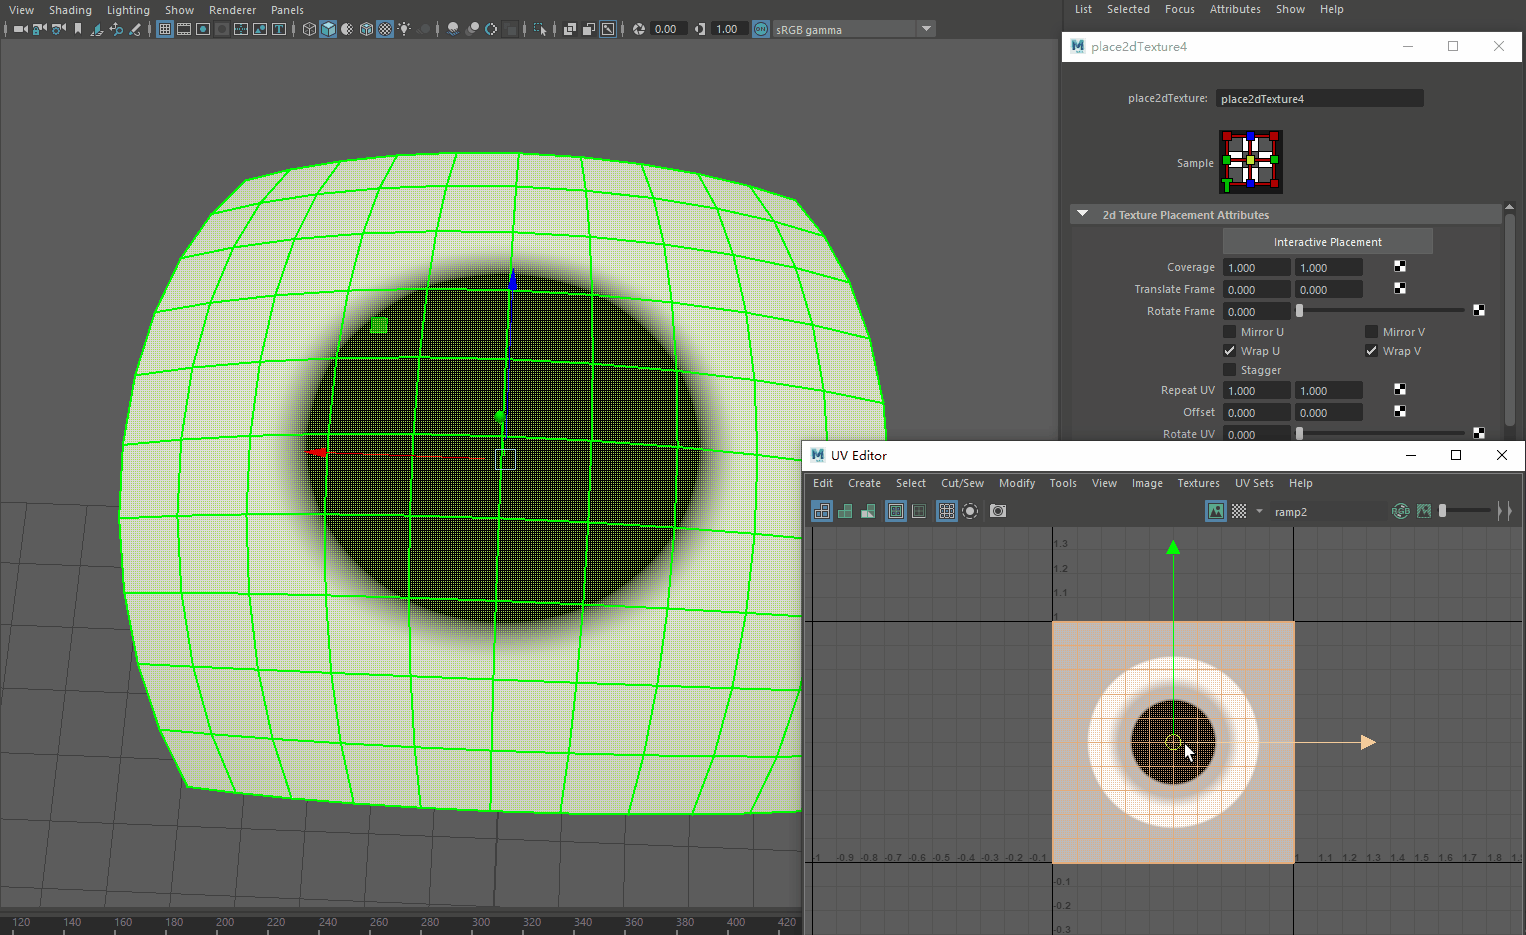 View Shading Lighting Show Renderer Panels
0.00 1.00 ON sRGB gamma
List Selected Focus Attributes Show Help
place2dTexture4
place2dTexture: place2dTexture4
Sample
2d Texture Placement Attributes
Interactive Placement
Coverage 1.000 1.000
Translate Frame 0.000 0.000
Rotate Frame 0.000
Mirror U Mirror V
Wrap U Wrap V
Stagger
Repeat UV 1.000 1.000
Offset 0.000 0.000
Rotate UV 0.000
UV Editor
Edit Create Select Cut/Sew Modify Tools View Image Textures UV Sets Help
ramp2 RGB
1.3
1.2
1.1
1
-1 -0.9 -0.8 -0.7 -0.6 -0.5 -0.4 -0.3 -0.2 -0.1 1 1.1 1.2 1.3 1.4 1.5 1.6 1.7 1.8
-0.1
-0.2
-0.3
120 140 160 180 200 220 240 260 280 300 320 340 360 380 400 420